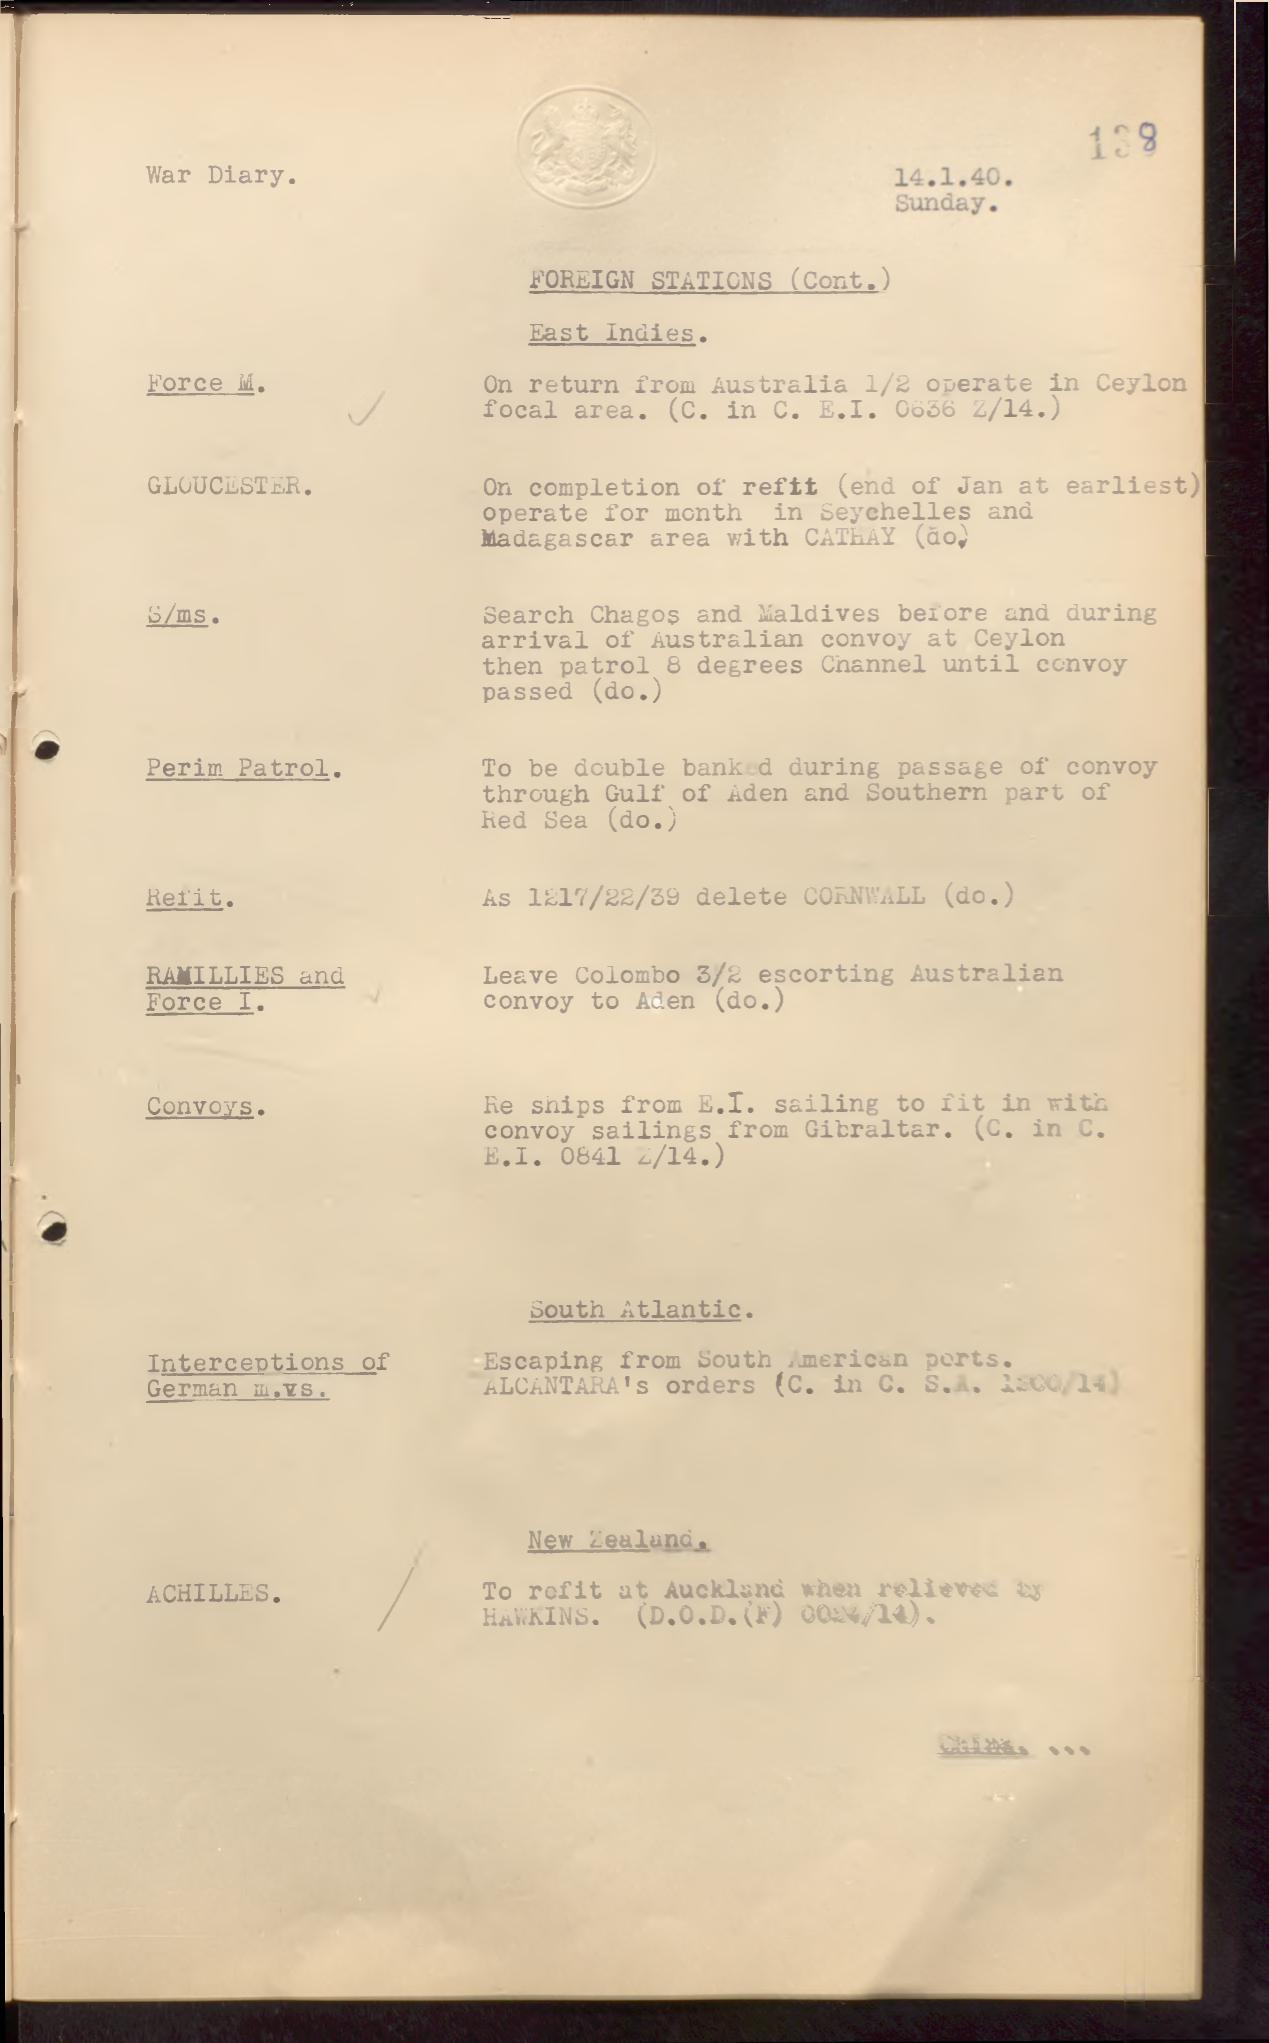 War Diary.
14.1.40.
Sunday.
FOREIGN STATIONS (Cont.)
East Indies.
Force M.
On return from Australia 1/2 operate in Ceylon
focal area. (C. in C. E.I. 0636 Z/14.)
GLOUCESTER.
On completion of refit (end of Jan at earliest)
operate for month in Seychelles and
Madagascar area with CATHAY (do.
S/ms.
Search Chagos and Maldives before and during
arrival of Australian convoy at Ceylon
then patrol 8 degrees Channel until convoy
passed (do.)
Perim Patrol.
To be double banked during passage of convoy
through Gulf of Aden and Southern part of
Red Sea (do.)
Refit.
As 1217/22/39 delete CORNWALL (do.)
RAMILLIES and
Force I.
Leave Colombo 3/2 escorting Australian
convoy to Aden (do.)
Convoys.
Re ships from E.I. sailing to fit in with
convoy sailings from Gibraltar. (C. in C.
E.I. 0841 Z/14.)
South Atlantic.
Interceptions of
German m.vs.
Escaping from South American ports.
ALCANTARA's orders (C. in C. S.A.
New Zealand.
ACHILLES.
To refit at Auckland when relieved by
HAWKINS. (D.O.D.(F)
China. ...